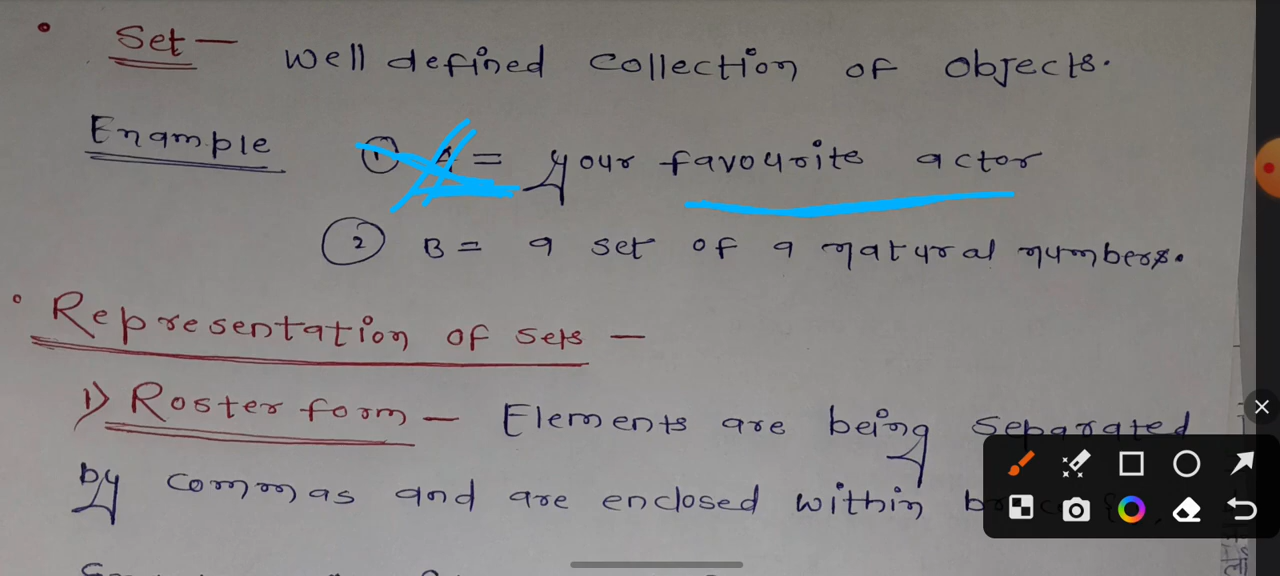 Set — Well defined collection of objects.
Example ① A = your favourite actor
② B = a set of a natural numbers.
Representation of sets —
1) Roster form — Elements are being separated
by commas and are enclosed within